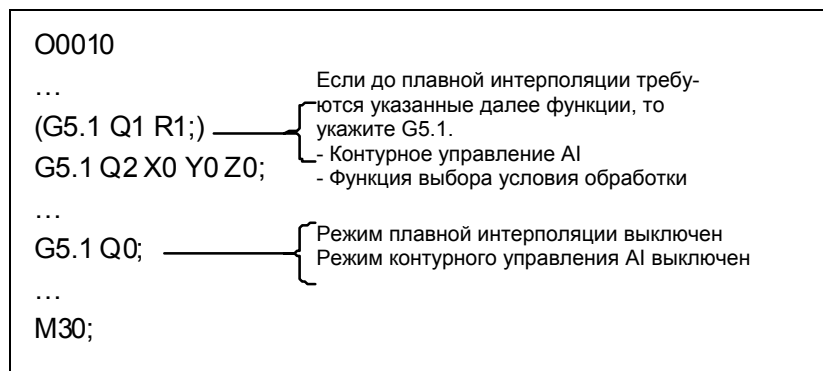 O0010
…
(G5.1 Q1 R1;)
Если до плавной интерполяции требу-
ются указанные далее функции, то
укажите G5.1.
- Контурное управление AI
- Функция выбора условия обработки
G5.1 Q2 X0 Y0 Z0;
…
G5.1 Q0;
Режим плавной интерполяции выключен
Режим контурного управления AI выключен
…
M30;